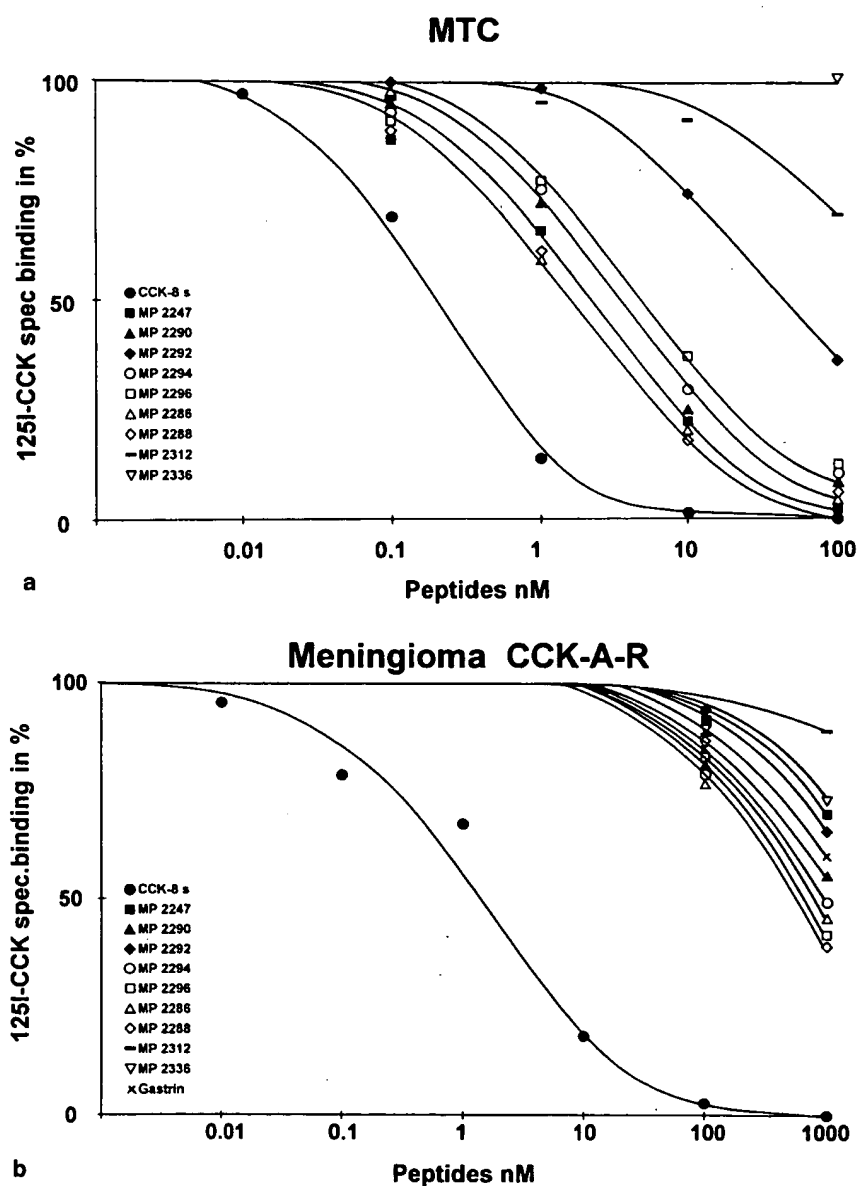 MTC
100
50
0
125I-CCK spec binding in %
CCK-8 s
MP 2247
MP 2290
MP 2292
MP 2294
MP 2296
MP 2286
MP 2288
MP 2312
MP 2336
0.01 0.1 1 10 100
Peptides nM
a
Meningioma CCK-A-R
100
50
0
125I-CCK spec.binding in %
CCK-8 s
MP 2247
MP 2290
MP 2292
MP 2294
MP 2296
MP 2286
MP 2288
MP 2312
MP 2336
Gastrin
0.01 0.1 1 10 100 1000
Peptides nM
b